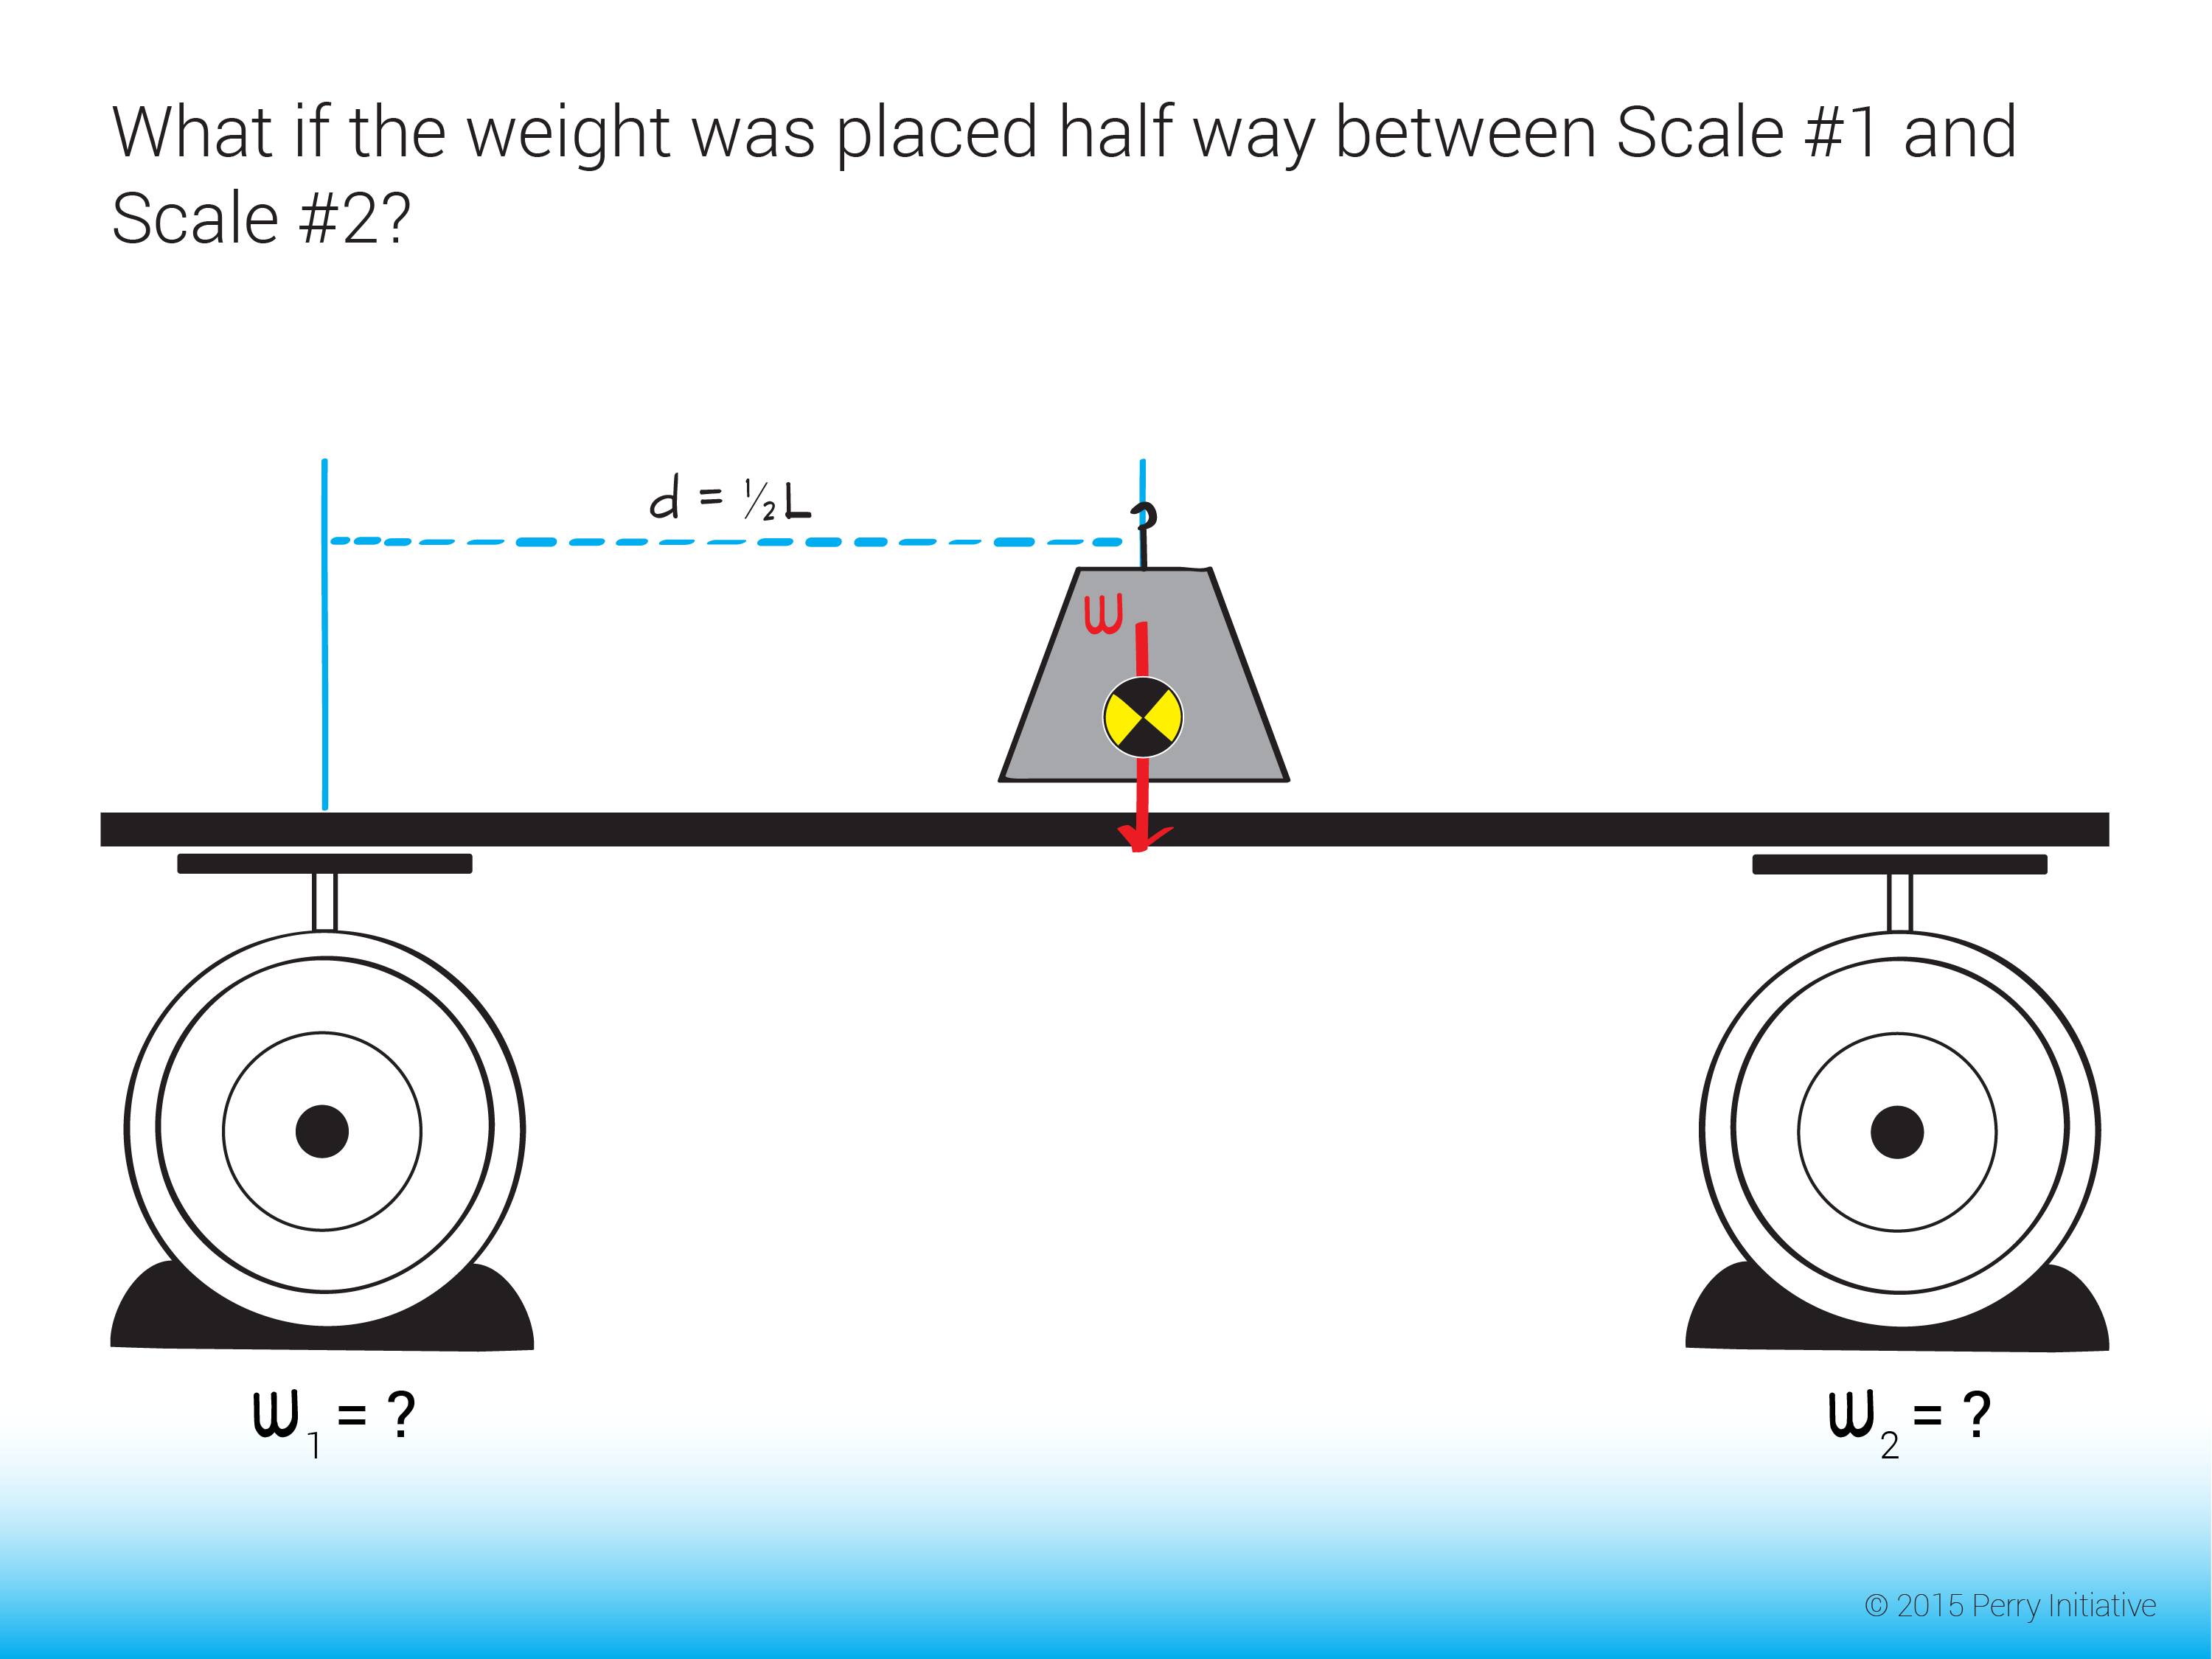 What if the weight was placed half way between Scale #1 and
Scale #2?
d = ½L
W
W1 = ?
W2 = ?
© 2015 Perry Initiative